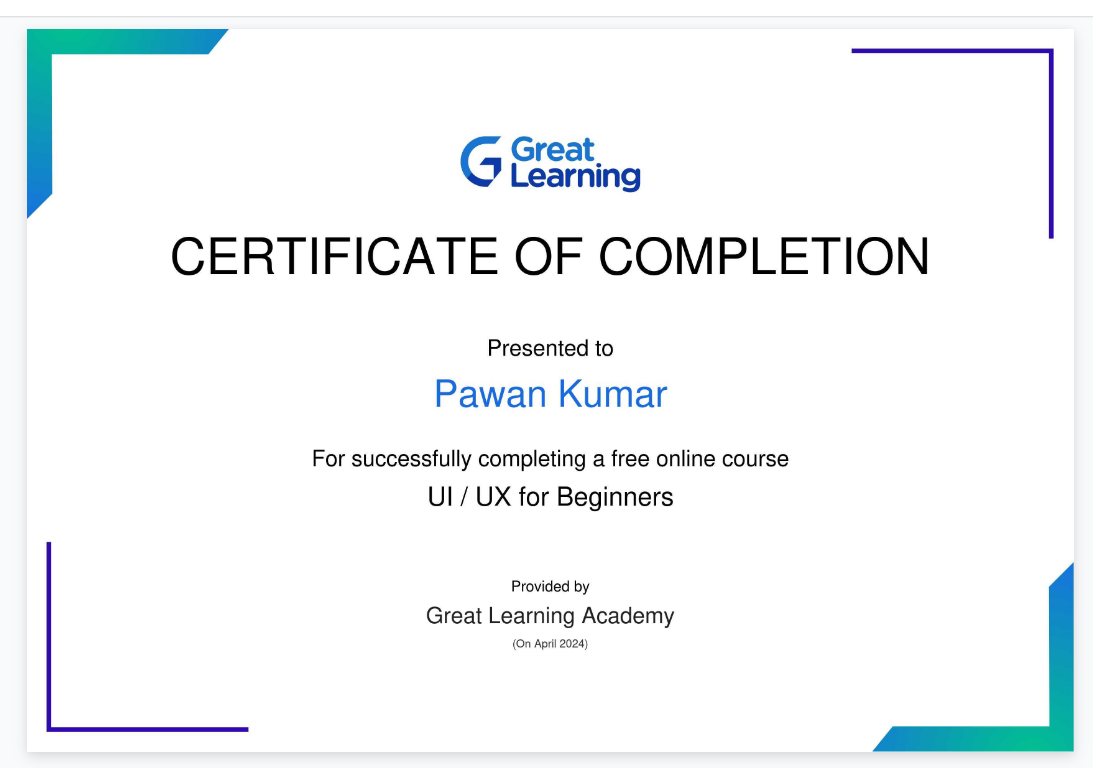 Great
Learning
CERTIFICATE OF COMPLETION
Presented to
Pawan Kumar
For successfully completing a free online course
UI / UX for Beginners
Provided by
Great Learning Academy
(On April 2024)